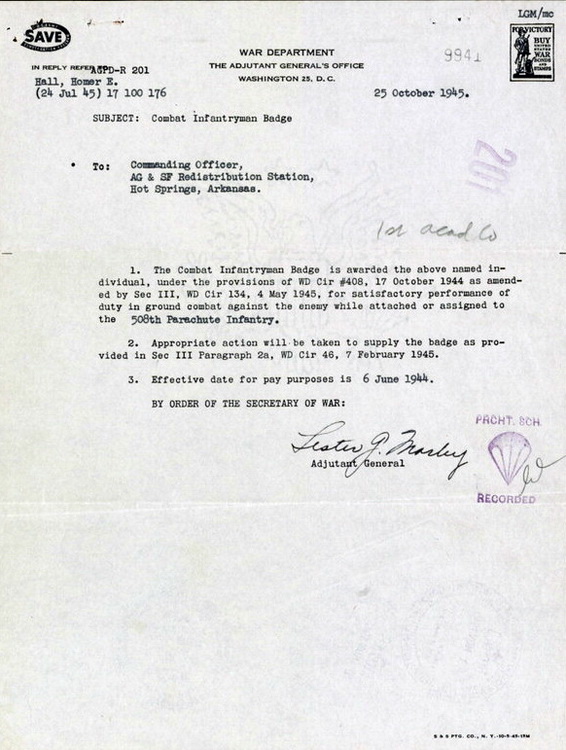 LGM/mc
SAVE
FOR VICTORY
BUY
UNITED
STATES
WAR
BONDS
AND
STAMPS
WAR DEPARTMENT
THE ADJUTANT GENERAL'S OFFICE
WASHINGTON 25, D. C.
9941
IN REPLY REFER TO AGPD-R 201
Hall, Homer E.
(24 Jul 45) 17 100 176
25 October 1945.
SUBJECT: Combat Infantryman Badge
201
To: Commanding Officer,
AG & SF Redistribution Station,
Hot Springs, Arkansas.
1st Acad Co
1. The Combat Infantryman Badge is awarded the above named in-
dividual, under the provisions of WD Cir #408, 17 October 1944 as amend-
ed by Sec III, WD Cir 134, 4 May 1945, for satisfactory performance of
duty in ground combat against the enemy while attached or assigned to
the 508th Parachute Infantry.
2. Appropriate action will be taken to supply the badge as pro-
vided in Sec III Paragraph 2a, WD Cir 46, 7 February 1945.
3. Effective date for pay purposes is 6 June 1944.
BY ORDER OF THE SECRETARY OF WAR:
Lester G. Mosley
Adjutant General
PRCHT. SCH.
RECORDED
S & S PTG. CO., N. Y.-10-5-45-15M